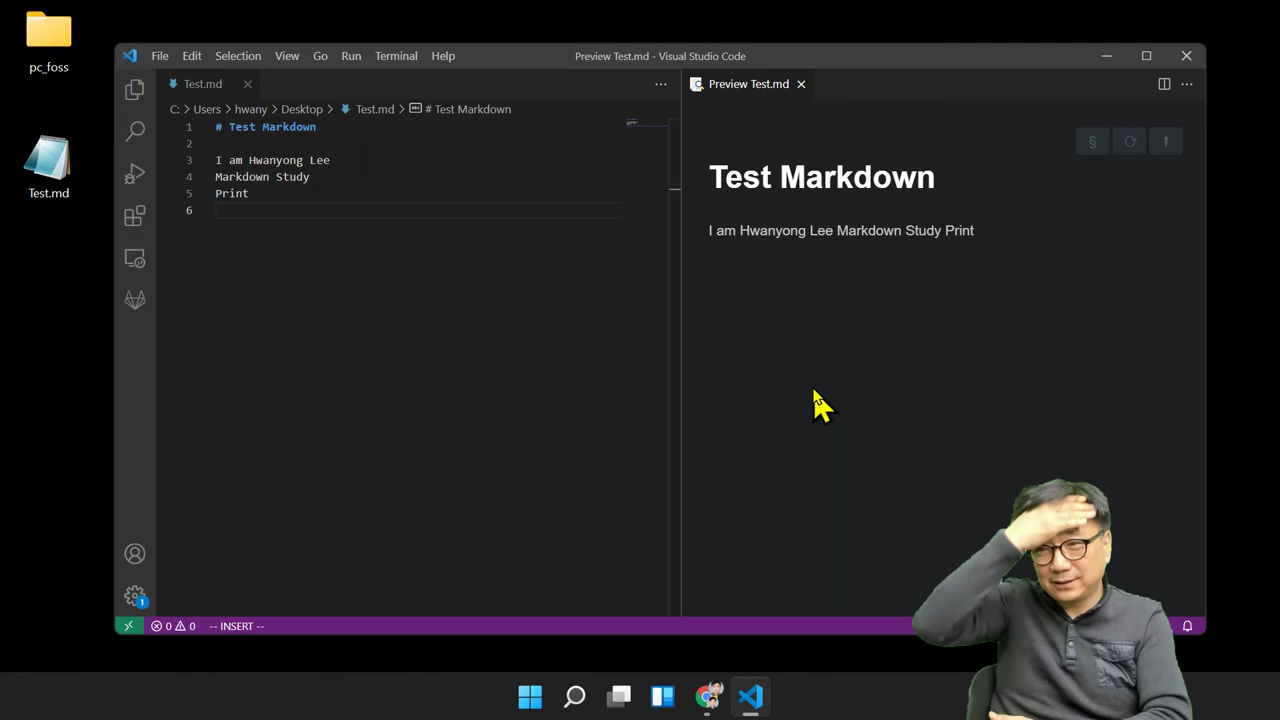 pc_foss
Test.md
File Edit Selection View Go Run Terminal Help
Preview Test.md - Visual Studio Code
Test.md
C: > Users > hwany > Desktop > Test.md > # Test Markdown
1 # Test Markdown
2
3 I am Hwanyong Lee
4 Markdown Study
5 Print
6
Preview Test.md
§
Test Markdown
I am Hwanyong Lee Markdown Study Print
1
0 0 -- INSERT --